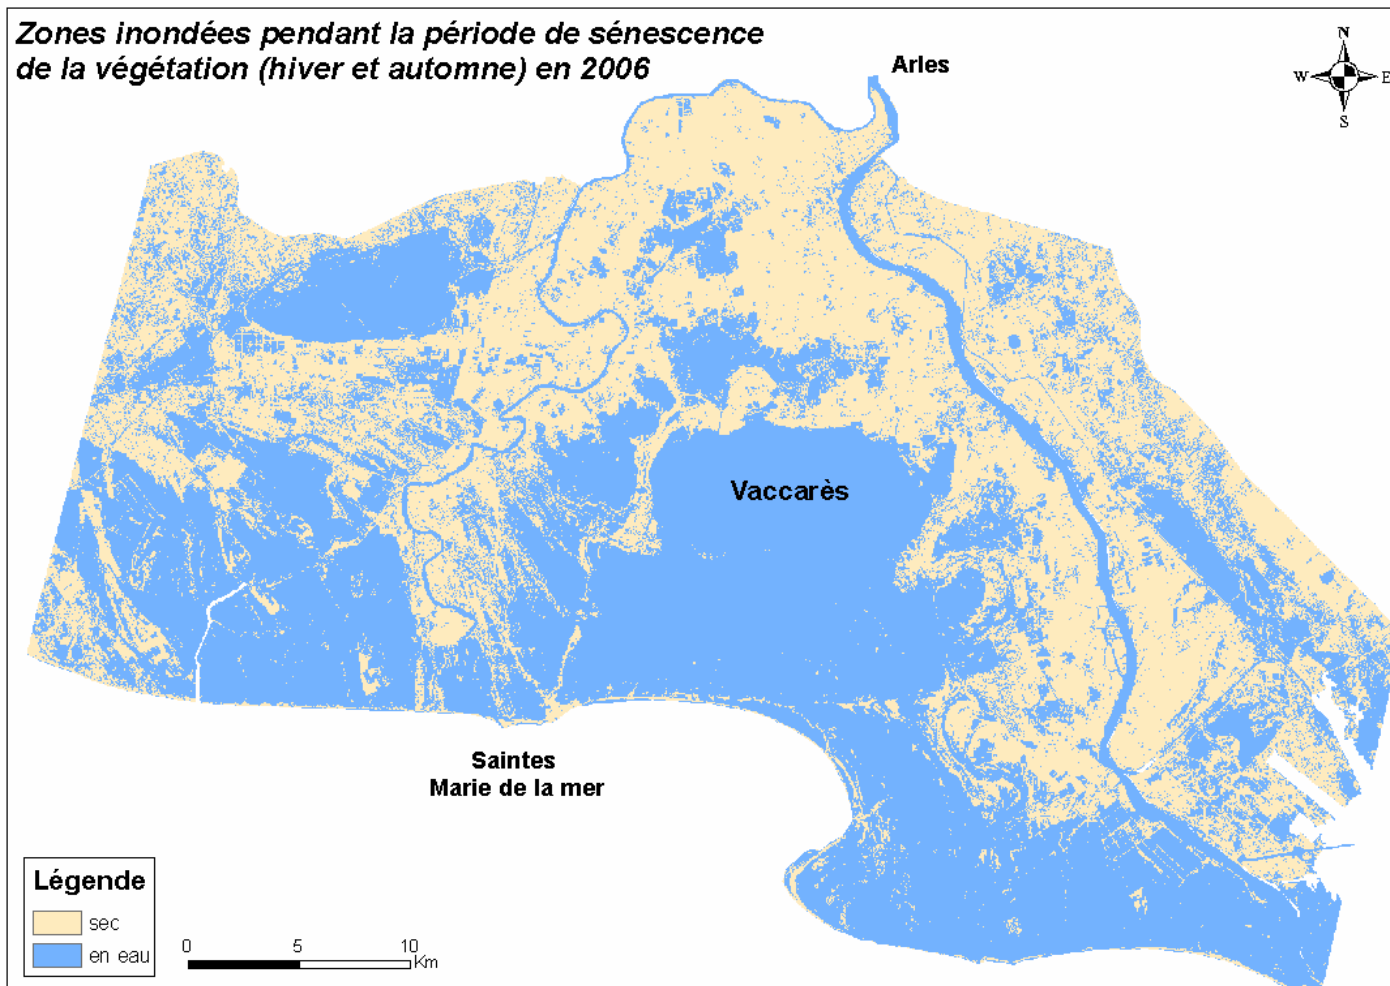 Zones inondées pendant la période de sénescence
de la végétation (hiver et automne) en 2006
Arles
N
W E
S
Vaccarès
Saintes
Marie de la mer
Légende
sec
en eau
0 5 10
Km